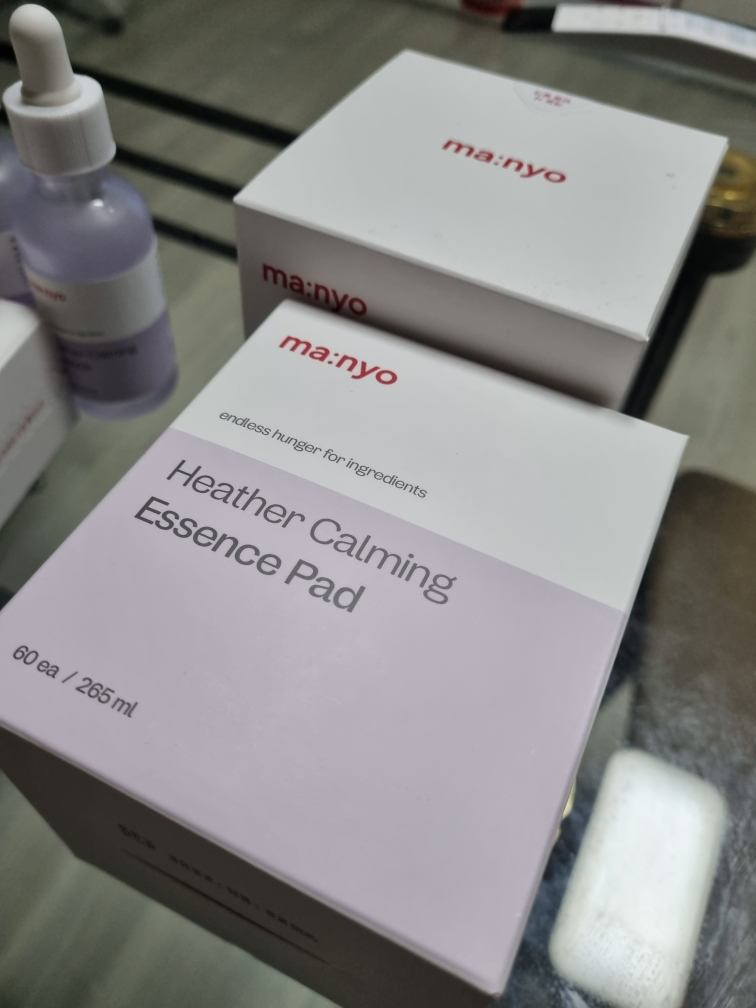 ma:nyo
ma:nyo
ma:nyo
endless hunger for ingredients
Heather Calming
Essence Pad
60 ea / 265 ml